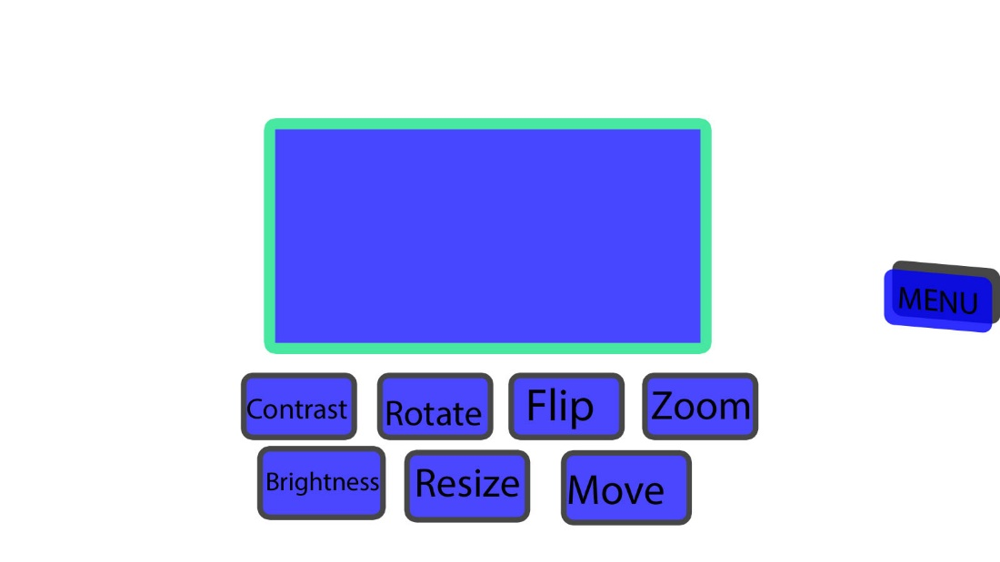 MENU
Contrast
Rotate
Flip
Zoom
Brightness
Resize
Move